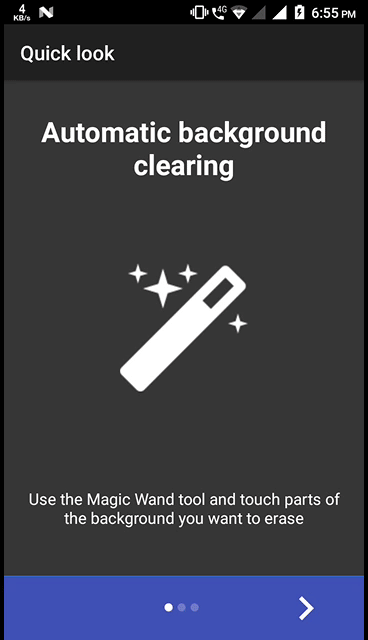 4
KB/s
4G
6:55 PM
Quick look
Automatic background
clearing
Use the Magic Wand tool and touch parts of
the background you want to erase